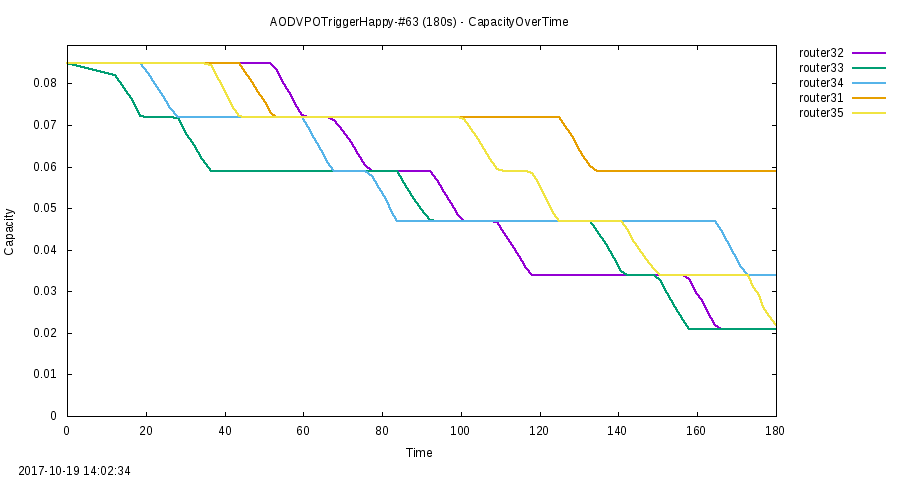 AODVPOTriggerHappy-#63 (180s) - CapacityOverTime
router32
router33
router34
router31
router35
0.08
0.07
0.06
0.05
0.04
0.03
0.02
0.01
0
Capacity
0 20 40 60 80 100 120 140 160 180
Time
2017-10-19 14:02:34